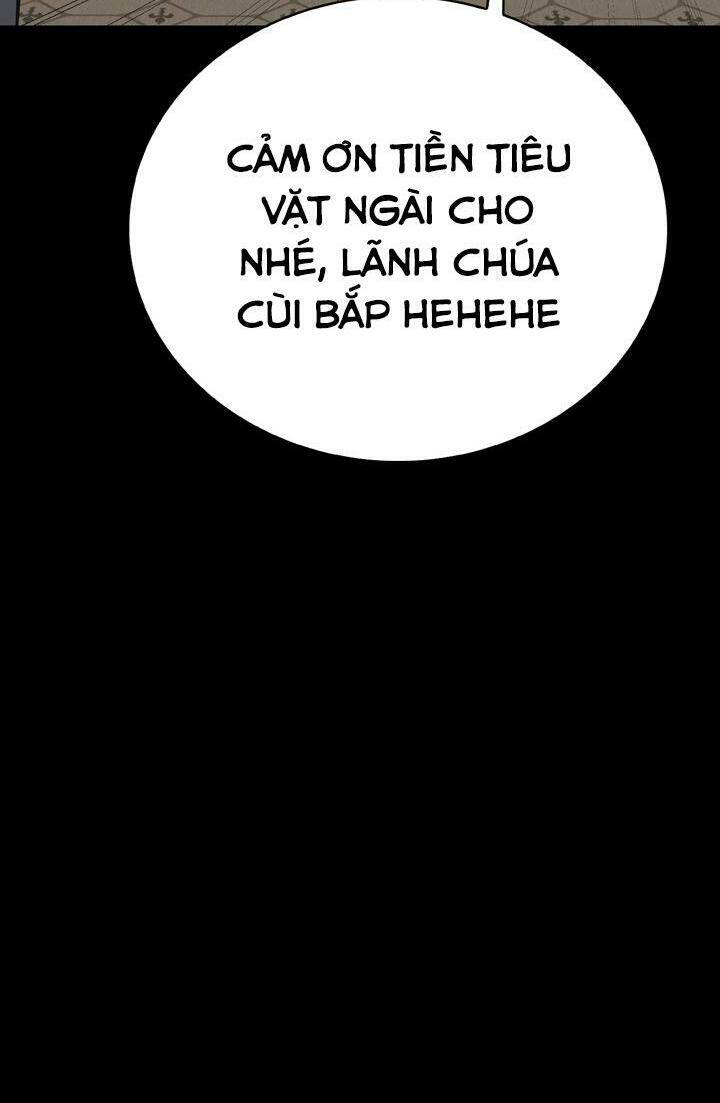 CẢM ƠN TIỀN TIÊU
VẶT NGÀI CHO
NHÉ, LÃNH CHÚA
CÙI BẮP HEHEHE